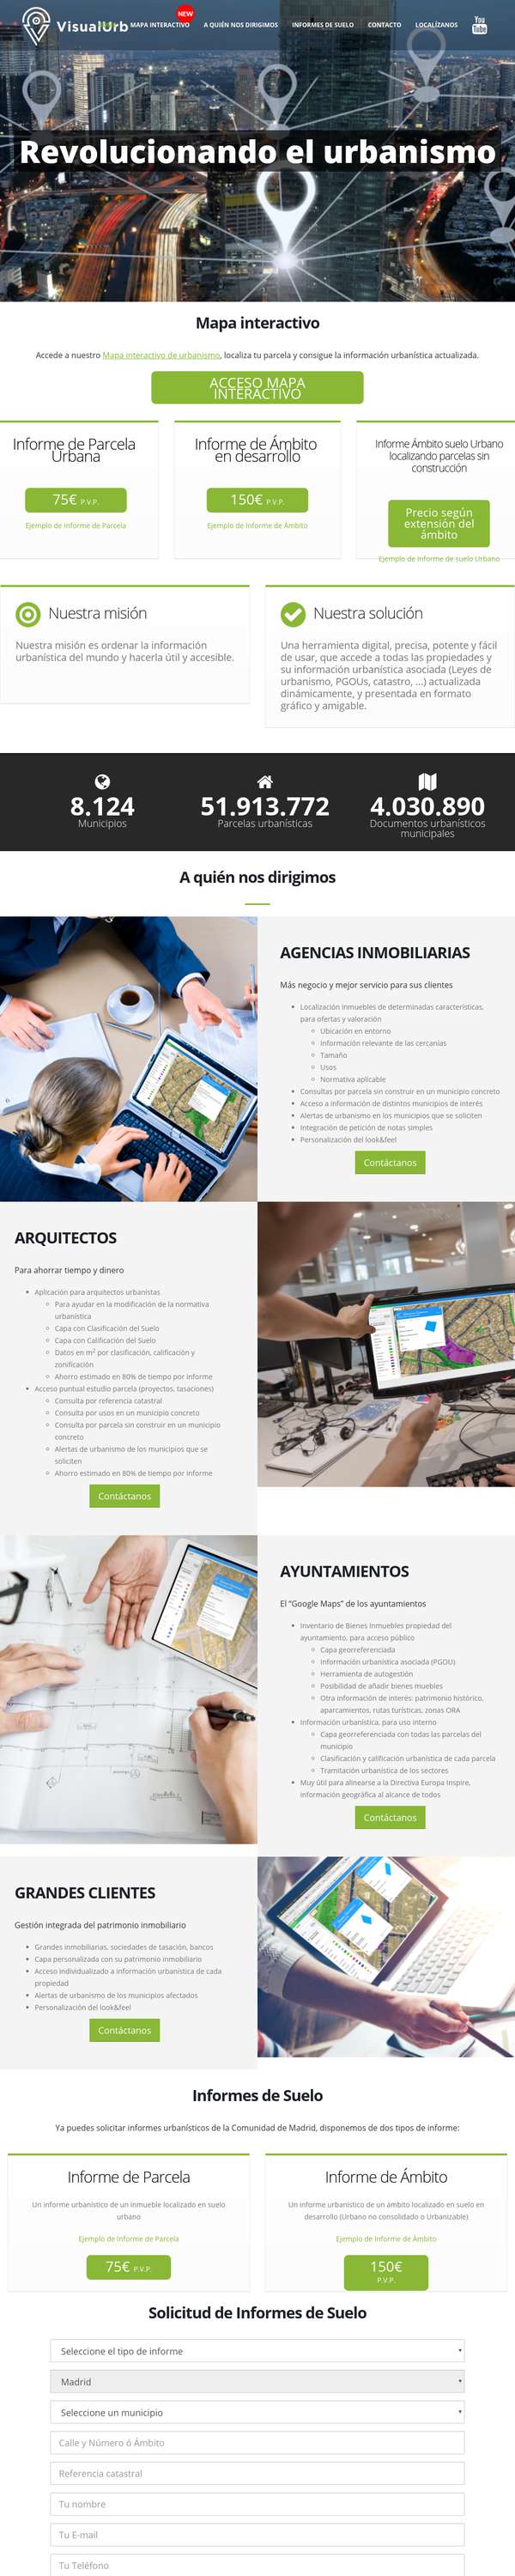 VisualUrb
MAPA INTERACTIVO
NEW
A QUIÉN NOS DIRIGIMOS
INFORMES DE SUELO
CONTACTO
LOCALÍZANOS
You
Tube
Revolucionando el urbanismo
Mapa interactivo
Accede a nuestro Mapa interactivo de urbanismo, localiza tu parcela y consigue la información urbanística actualizada.
ACCESO MAPA
INTERACTIVO
Informe de Parcela
Urbana
75€ P.V.P.
Ejemplo de Informe de Parcela
Informe de Ámbito
en desarrollo
150€ P.V.P.
Ejemplo de Informe de Ámbito
Informe Ámbito suelo Urbano
localizando parcelas sin
construcción
Precio según
extensión del
ámbito
Ejemplo de Informe de suelo Urbano
Nuestra misión
Nuestra misión es ordenar la información
urbanística del mundo y hacerla útil y accesible.
Nuestra solución
Una herramienta digital, precisa, potente y fácil
de usar, que accede a todas las propiedades y
su información urbanística asociada (Leyes de
urbanismo, PGOUs, catastro, ...) actualizada
dinámicamente, y presentada en formato
gráfico y amigable.
8.124
Municipios
51.913.772
Parcelas urbanísticas
4.030.890
Documentos urbanísticos
municipales
A quién nos dirigimos
AGENCIAS INMOBILIARIAS
Más negocio y mejor servicio para sus clientes
Localización inmuebles de determinadas características,
para ofertas y valoración
Ubicación en entorno
Información relevante de las cercanías
Tamaño
Usos
Normativa aplicable
Consultas por parcela sin construir en un municipio concreto
Acceso a información de distintos municipios de interés
Alertas de urbanismo en los municipios que se soliciten
Integración de petición de notas simples
Personalización del look&feel
Contáctanos
ARQUITECTOS
Para ahorrar tiempo y dinero
Aplicación para arquitectos urbanistas
Para ayudar en la modificación de la normativa
urbanística
Capa con Clasificación del Suelo
Capa con Calificación del Suelo
Datos en m² por clasificación, calificación y
zonificación
Ahorro estimado en 80% de tiempo por informe
Acceso puntual estudio parcela (proyectos, tasaciones)
Consulta por referencia catastral
Consulta por usos en un municipio concreto
Consulta por parcela sin construir en un municipio
concreto
Alertas de urbanismo de los municipios que se
soliciten
Ahorro estimado en 80% de tiempo por informe
Contáctanos
AYUNTAMIENTOS
El "Google Maps" de los ayuntamientos
Inventario de Bienes Inmuebles propiedad del
ayuntamiento, para acceso público
Capa georreferenciada
Información urbanística asociada (PGOU)
Herramienta de autogestión
Posibilidad de añadir bienes muebles
Otra información de interés: patrimonio histórico,
aparcamientos, rutas turísticas, zonas ORA
Información urbanística, para uso interno
Capa georreferenciada con todas las parcelas del
municipio
Clasificación y calificación urbanística de cada parcela
Tramitación urbanística de los sectores
Muy útil para alinearse a la Directiva Europa Inspire,
información geográfica al alcance de todos
Contáctanos
GRANDES CLIENTES
Gestión integrada del patrimonio inmobiliario
Grandes inmobiliarias, sociedades de tasación, bancos
Capa personalizada con su patrimonio inmobiliario
Acceso individualizado a información urbanística de cada
propiedad
Alertas de urbanismo de los municipios afectados
Personalización del look&feel
Contáctanos
Informes de Suelo
Ya puedes solicitar informes urbanísticos de la Comunidad de Madrid, disponemos de dos tipos de informe:
Informe de Parcela
Un informe urbanístico de un inmueble localizado en suelo
urbano
Ejemplo de Informe de Parcela
75€ P.V.P.
Informe de Ámbito
Un informe urbanístico de un ámbito localizado en suelo en
desarrollo (Urbano no consolidado o Urbanizable)
Ejemplo de Informe de Ámbito
150€
P.V.P.
Solicitud de Informes de Suelo
Seleccione el tipo de informe
Madrid
Seleccione un municipio
Calle y Número ó Ámbito
Referencia catastral
Tu nombre
Tu E-mail
Tu Teléfono